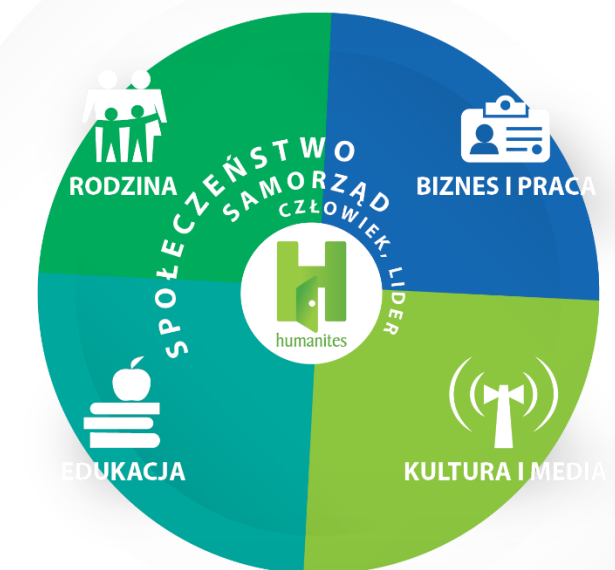 SPOŁECZEŃSTWO
SAMORZĄD
CZŁOWIEK, LIDER
RODZINA
BIZNES I PRACA
humanites
EDUKACJA
KULTURA I MEDIA